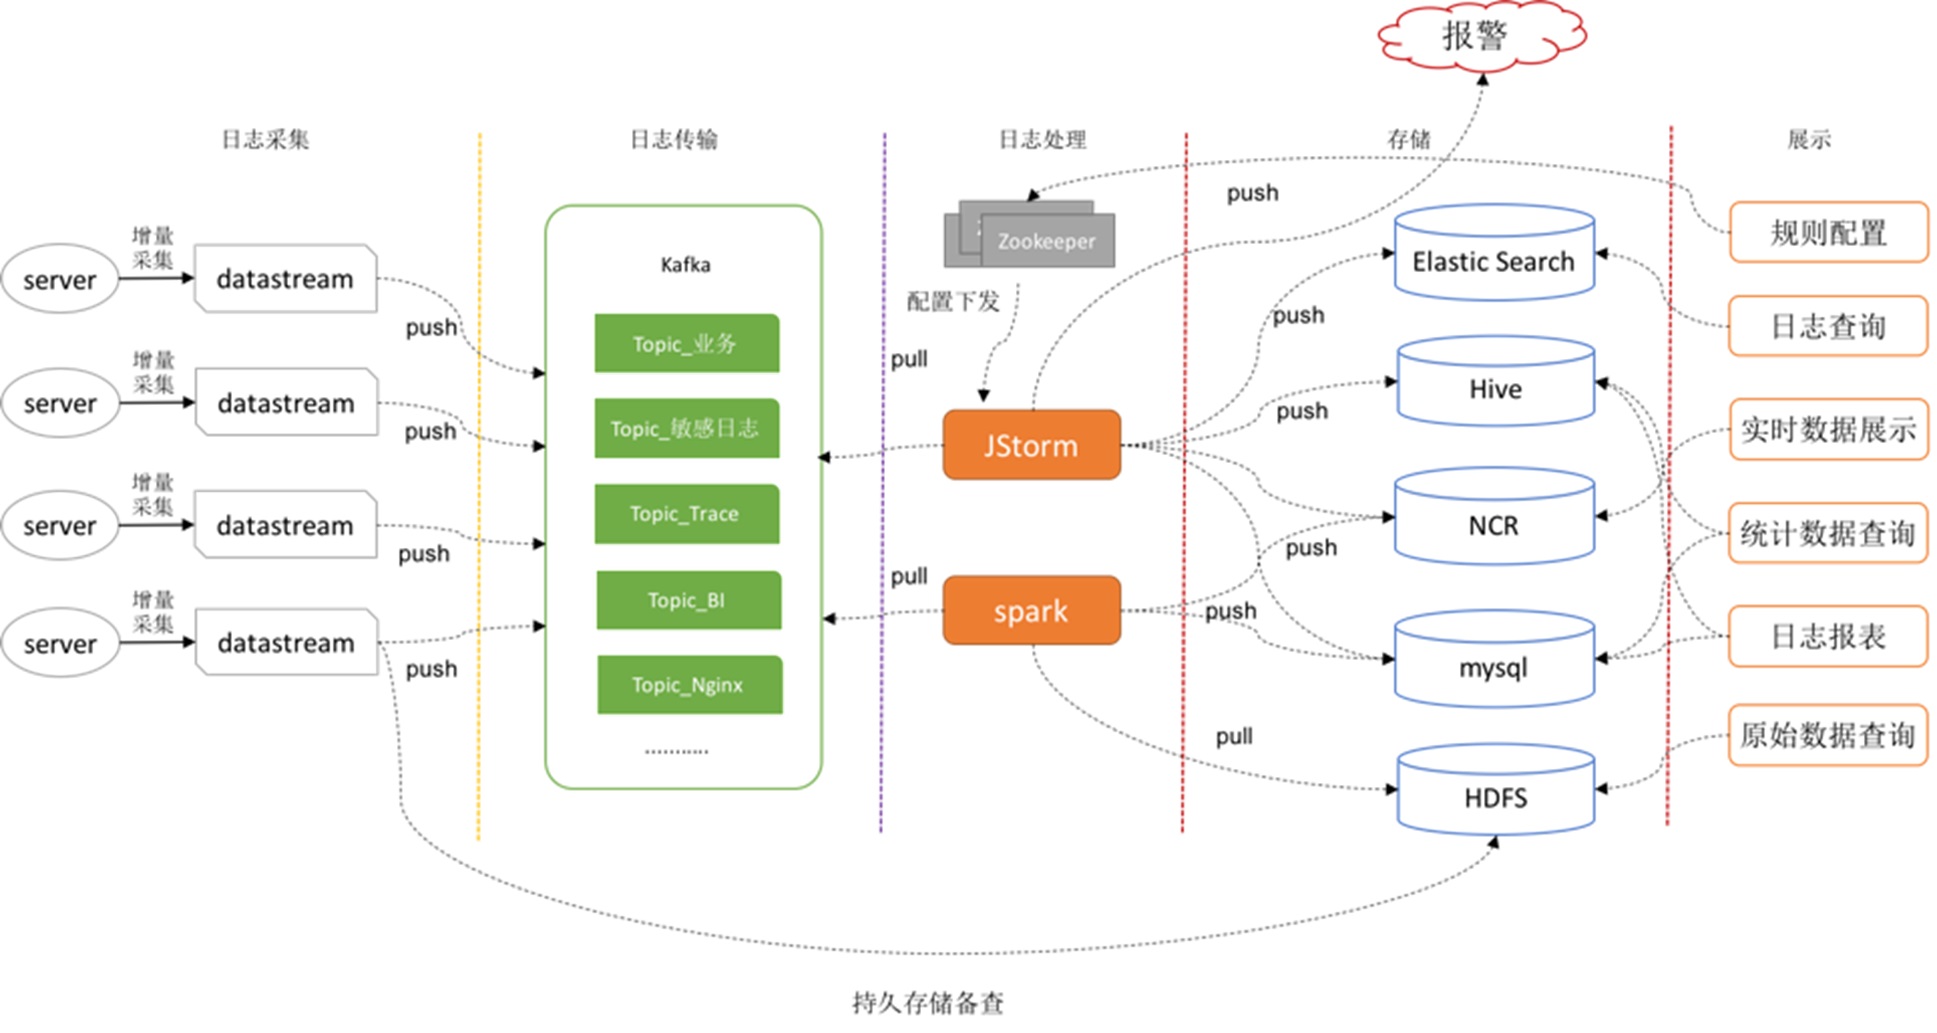 报警
日志采集
日志传输
日志处理
存储
展示
server
增量
采集
datastream
push
server
增量
采集
datastream
push
server
增量
采集
datastream
push
server
增量
采集
datastream
push
Kafka
Topic_业务
Topic_敏感日志
Topic_Trace
Topic_BI
Topic_Nginx
...........
Zookeeper
配置下发
pull
JStorm
pull
spark
push
push
push
push
push
pull
Elastic Search
Hive
NCR
mysql
HDFS
规则配置
日志查询
实时数据展示
统计数据查询
日志报表
原始数据查询
持久存储备查